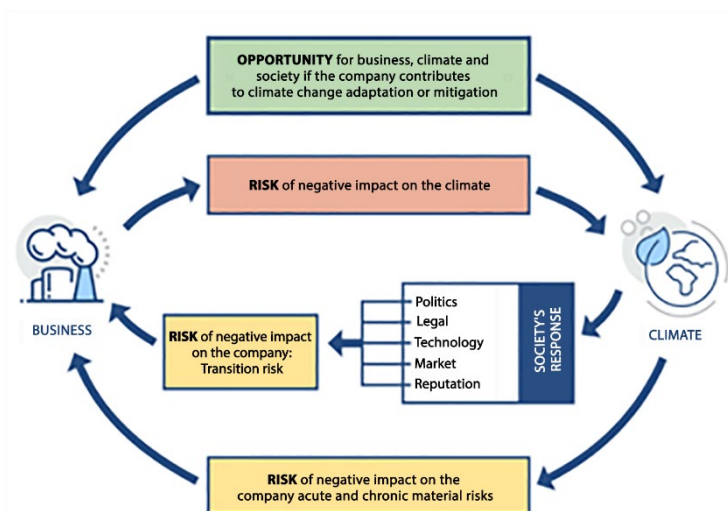 OPPORTUNITY for business, climate and
society if the company contributes
to climate change adaptation or mitigation
RISK of negative impact on the climate
BUSINESS
RISK of negative impact
on the company:
Transition risk
Politics
Legal
Technology
Market
Reputation
SOCIETY'S
RESPONSE
CLIMATE
RISK of negative impact on the
company acute and chronic material risks